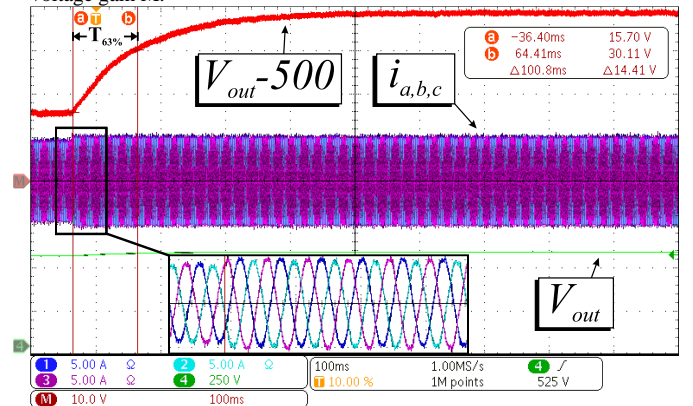 a T b
T63%
a -36.40ms 15.70 V
b 64.41ms 30.11 V
Δ100.8ms Δ14.41 V
Vout-500
ia,b,c
M
Vout
4
1 5.00 A Ω 2 5.00 A Ω
3 5.00 A Ω 4 250 V
100ms 1.00MS/s 4 ∫
T 10.00 % 1M points 525 V
M 10.0 V 100ms